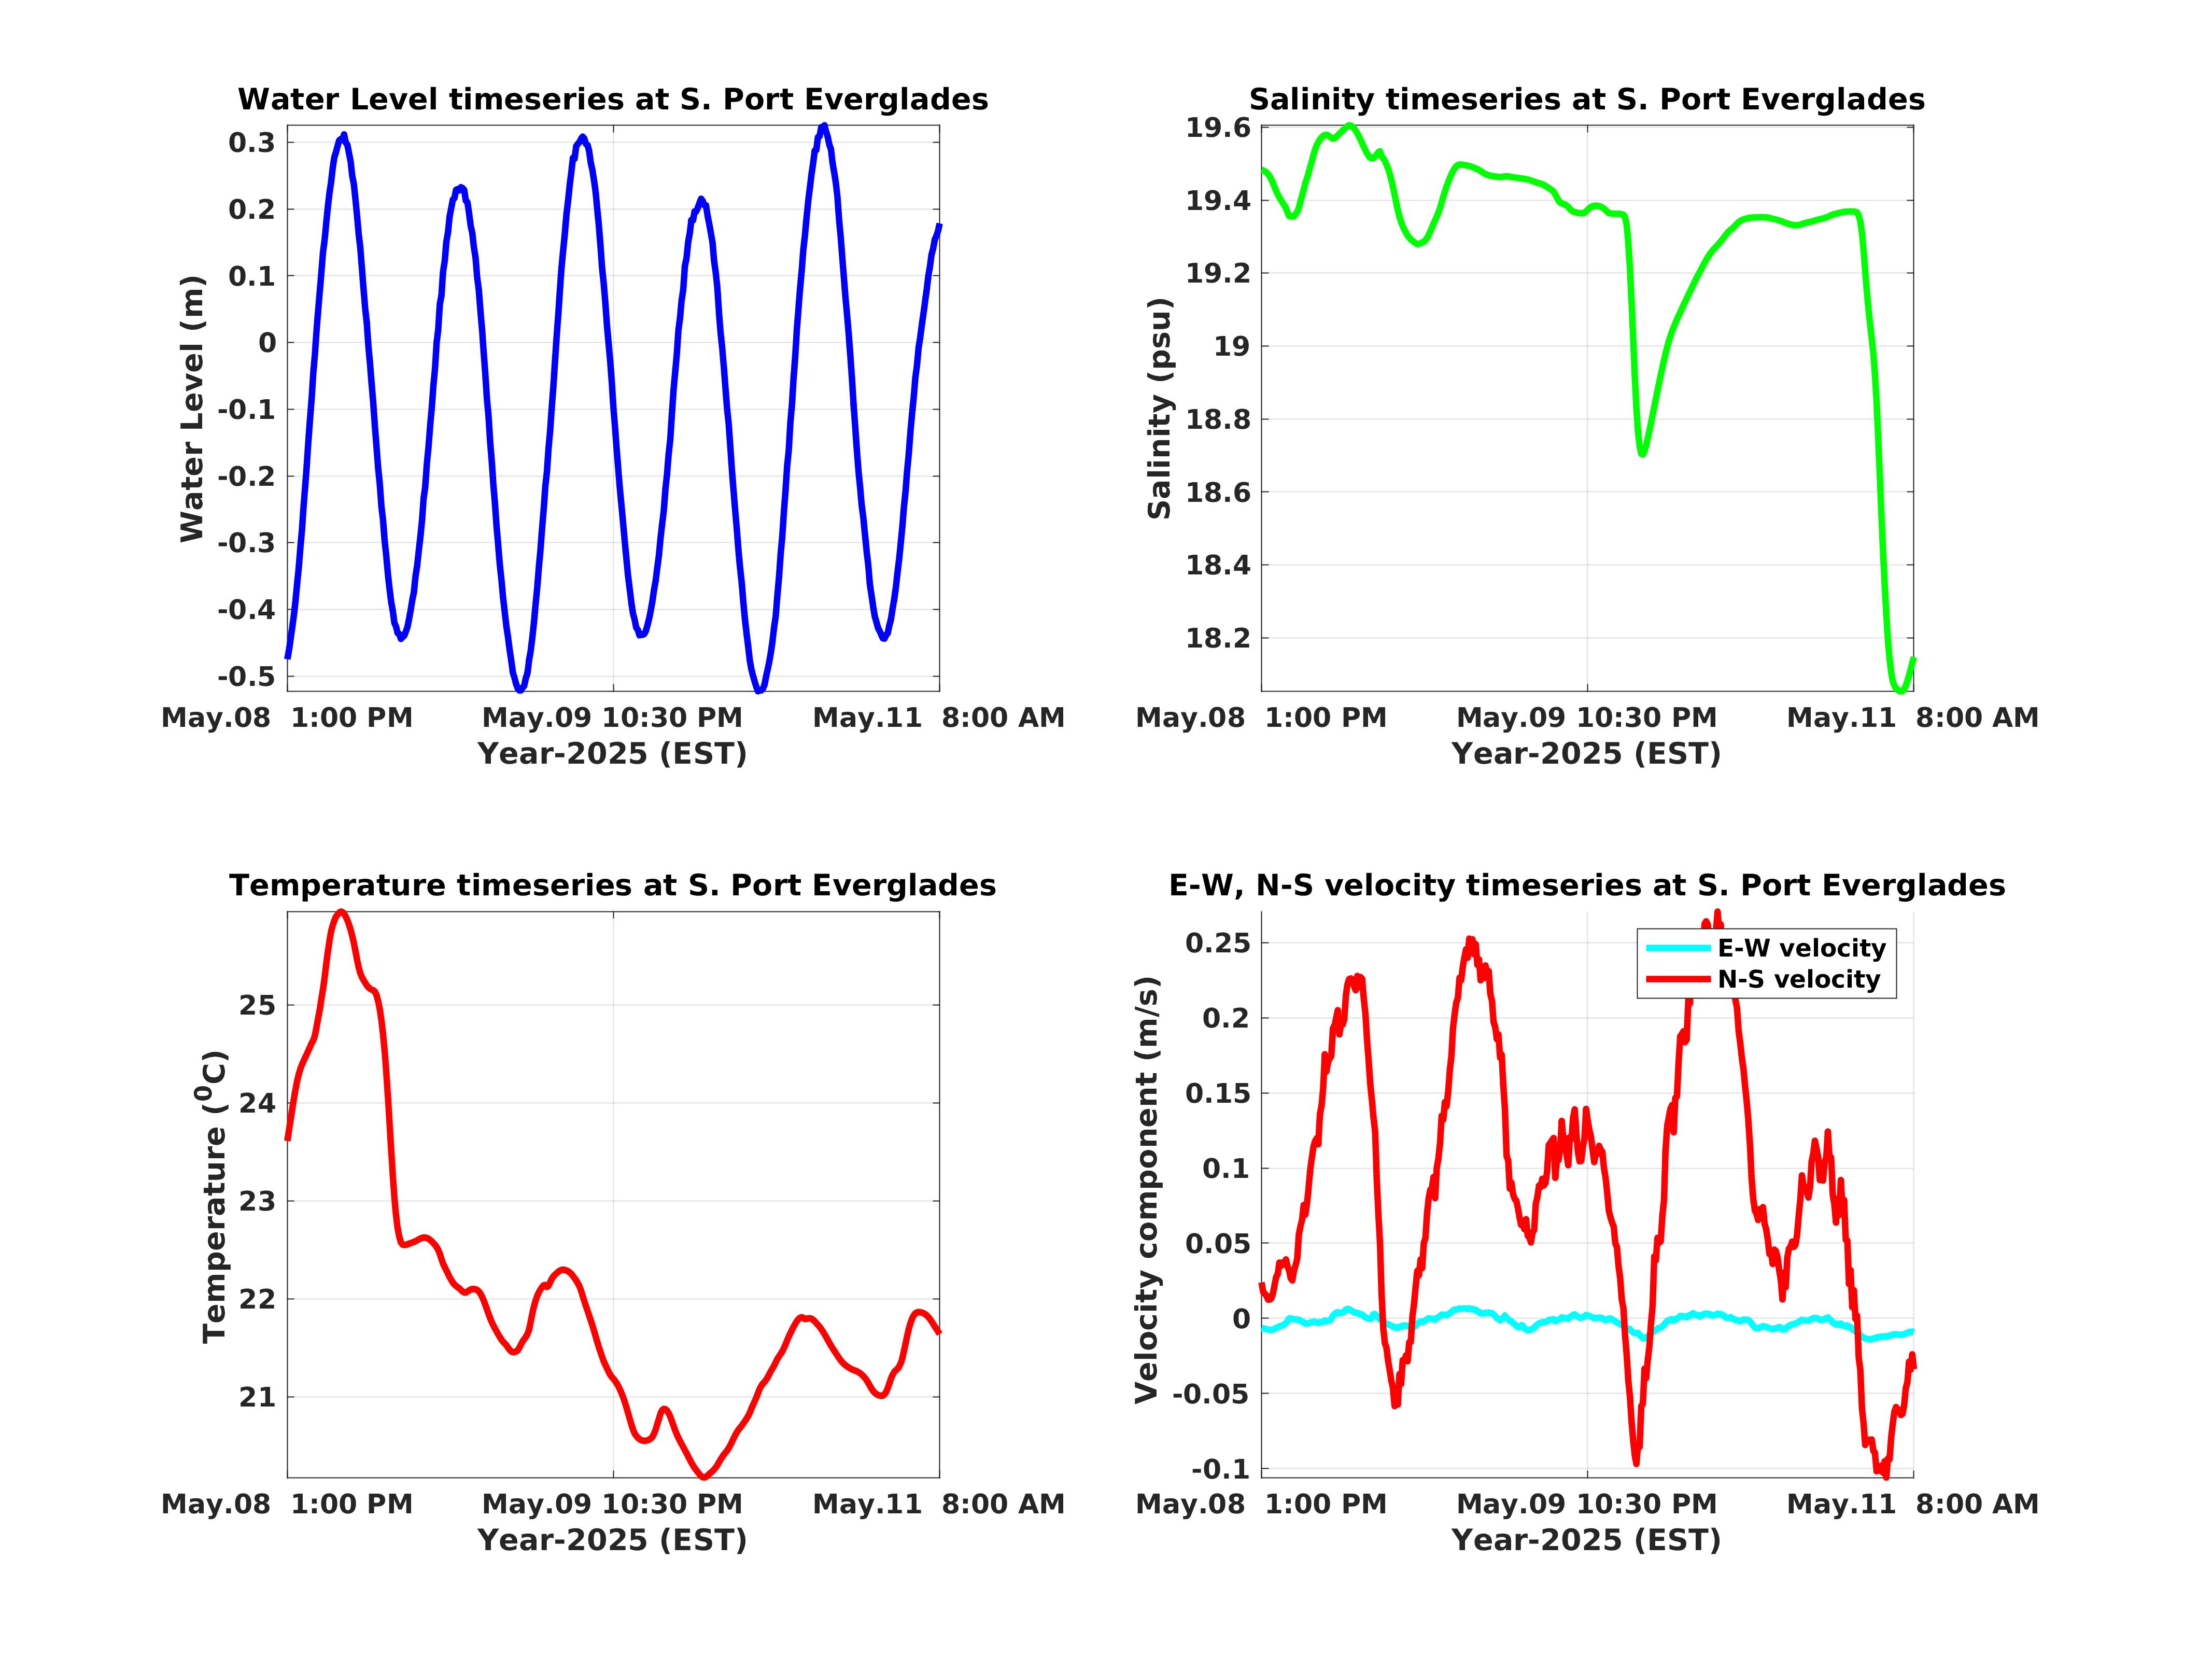 Water Level timeseries at S. Port Everglades
0.3
0.2
0.1
0
-0.1
-0.2
-0.3
-0.4
-0.5
Water Level (m)
May.08 1:00 PM May.09 10:30 PM May.11 8:00 AM
Year-2025 (EST)
Salinity timeseries at S. Port Everglades
19.6
19.4
19.2
19
18.8
18.6
18.4
18.2
Salinity (psu)
May.08 1:00 PM May.09 10:30 PM May.11 8:00 AM
Year-2025 (EST)
Temperature timeseries at S. Port Everglades
25
24
23
22
21
Temperature (⁰C)
May.08 1:00 PM May.09 10:30 PM May.11 8:00 AM
Year-2025 (EST)
E-W, N-S velocity timeseries at S. Port Everglades
0.25
0.2
0.15
0.1
0.05
0
-0.05
-0.1
Velocity component (m/s)
E-W velocity
N-S velocity
May.08 1:00 PM May.09 10:30 PM May.11 8:00 AM
Year-2025 (EST)